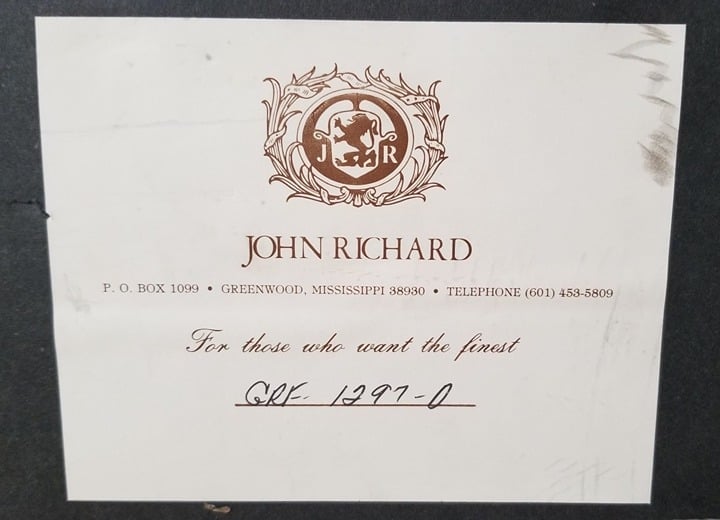 J R
JOHN RICHARD
P. O. BOX 1099 • GREENWOOD, MISSISSIPPI 38930 • TELEPHONE (601) 453-5809
For those who want the finest
GRF- 1297-0